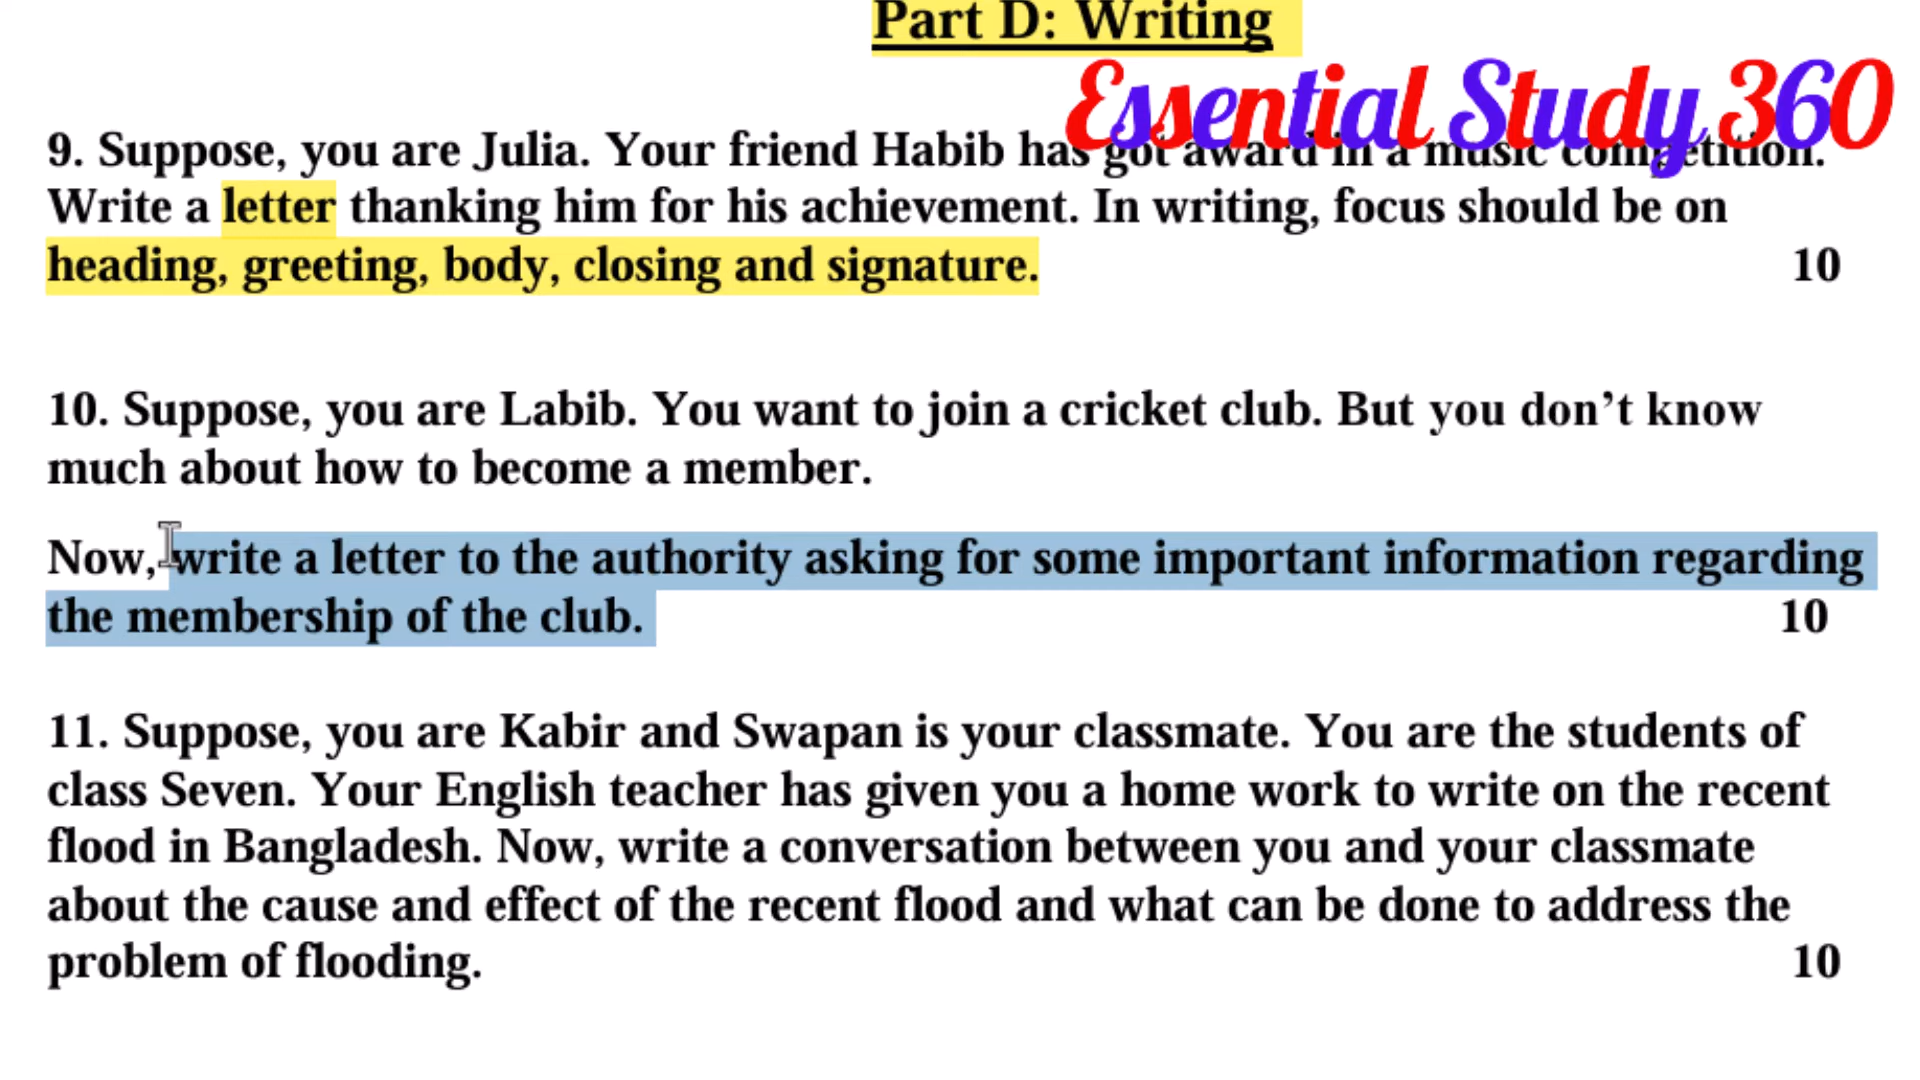 Part D: Writing
Essential Study 360
9. Suppose, you are Julia. Your friend Habib has got award in a music competition.
Write a letter thanking him for his achievement. In writing, focus should be on
heading, greeting, body, closing and signature. 10
10. Suppose, you are Labib. You want to join a cricket club. But you don’t know
much about how to become a member.
Now, write a letter to the authority asking for some important information regarding
the membership of the club. 10
11. Suppose, you are Kabir and Swapan is your classmate. You are the students of
class Seven. Your English teacher has given you a home work to write on the recent
flood in Bangladesh. Now, write a conversation between you and your classmate
about the cause and effect of the recent flood and what can be done to address the
problem of flooding. 10